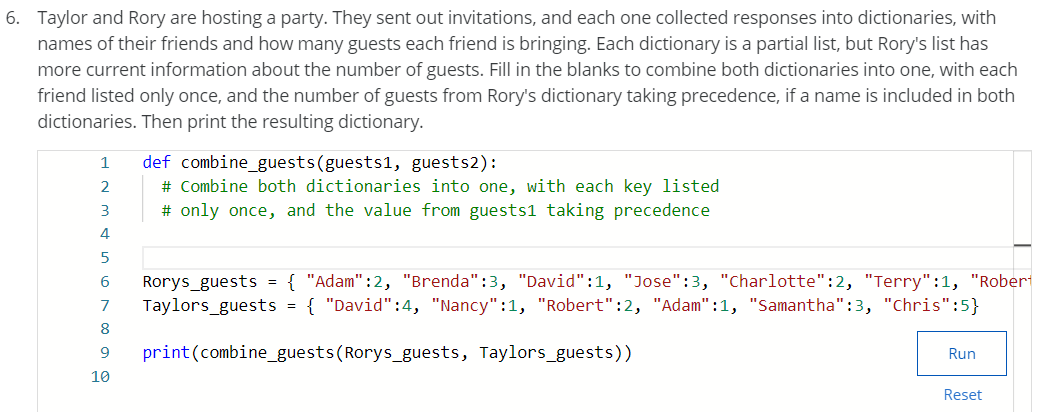 6. Taylor and Rory are hosting a party. They sent out invitations, and each one collected responses into dictionaries, with
names of their friends and how many guests each friend is bringing. Each dictionary is a partial list, but Rory's list has
more current information about the number of guests. Fill in the blanks to combine both dictionaries into one, with each
friend listed only once, and the number of guests from Rory's dictionary taking precedence, if a name is included in both
dictionaries. Then print the resulting dictionary.
1 def combine_guests(guests1, guests2):
2 # Combine both dictionaries into one, with each key listed
3 # only once, and the value from guests1 taking precedence
4
5
6 Rorys_guests = { "Adam":2, "Brenda":3, "David":1, "Jose":3, "Charlotte":2, "Terry":1, "Rober
7 Taylors_guests = { "David":4, "Nancy":1, "Robert":2, "Adam":1, "Samantha":3, "Chris":5}
8
9 print(combine_guests(Rorys_guests, Taylors_guests))
10
Run
Reset